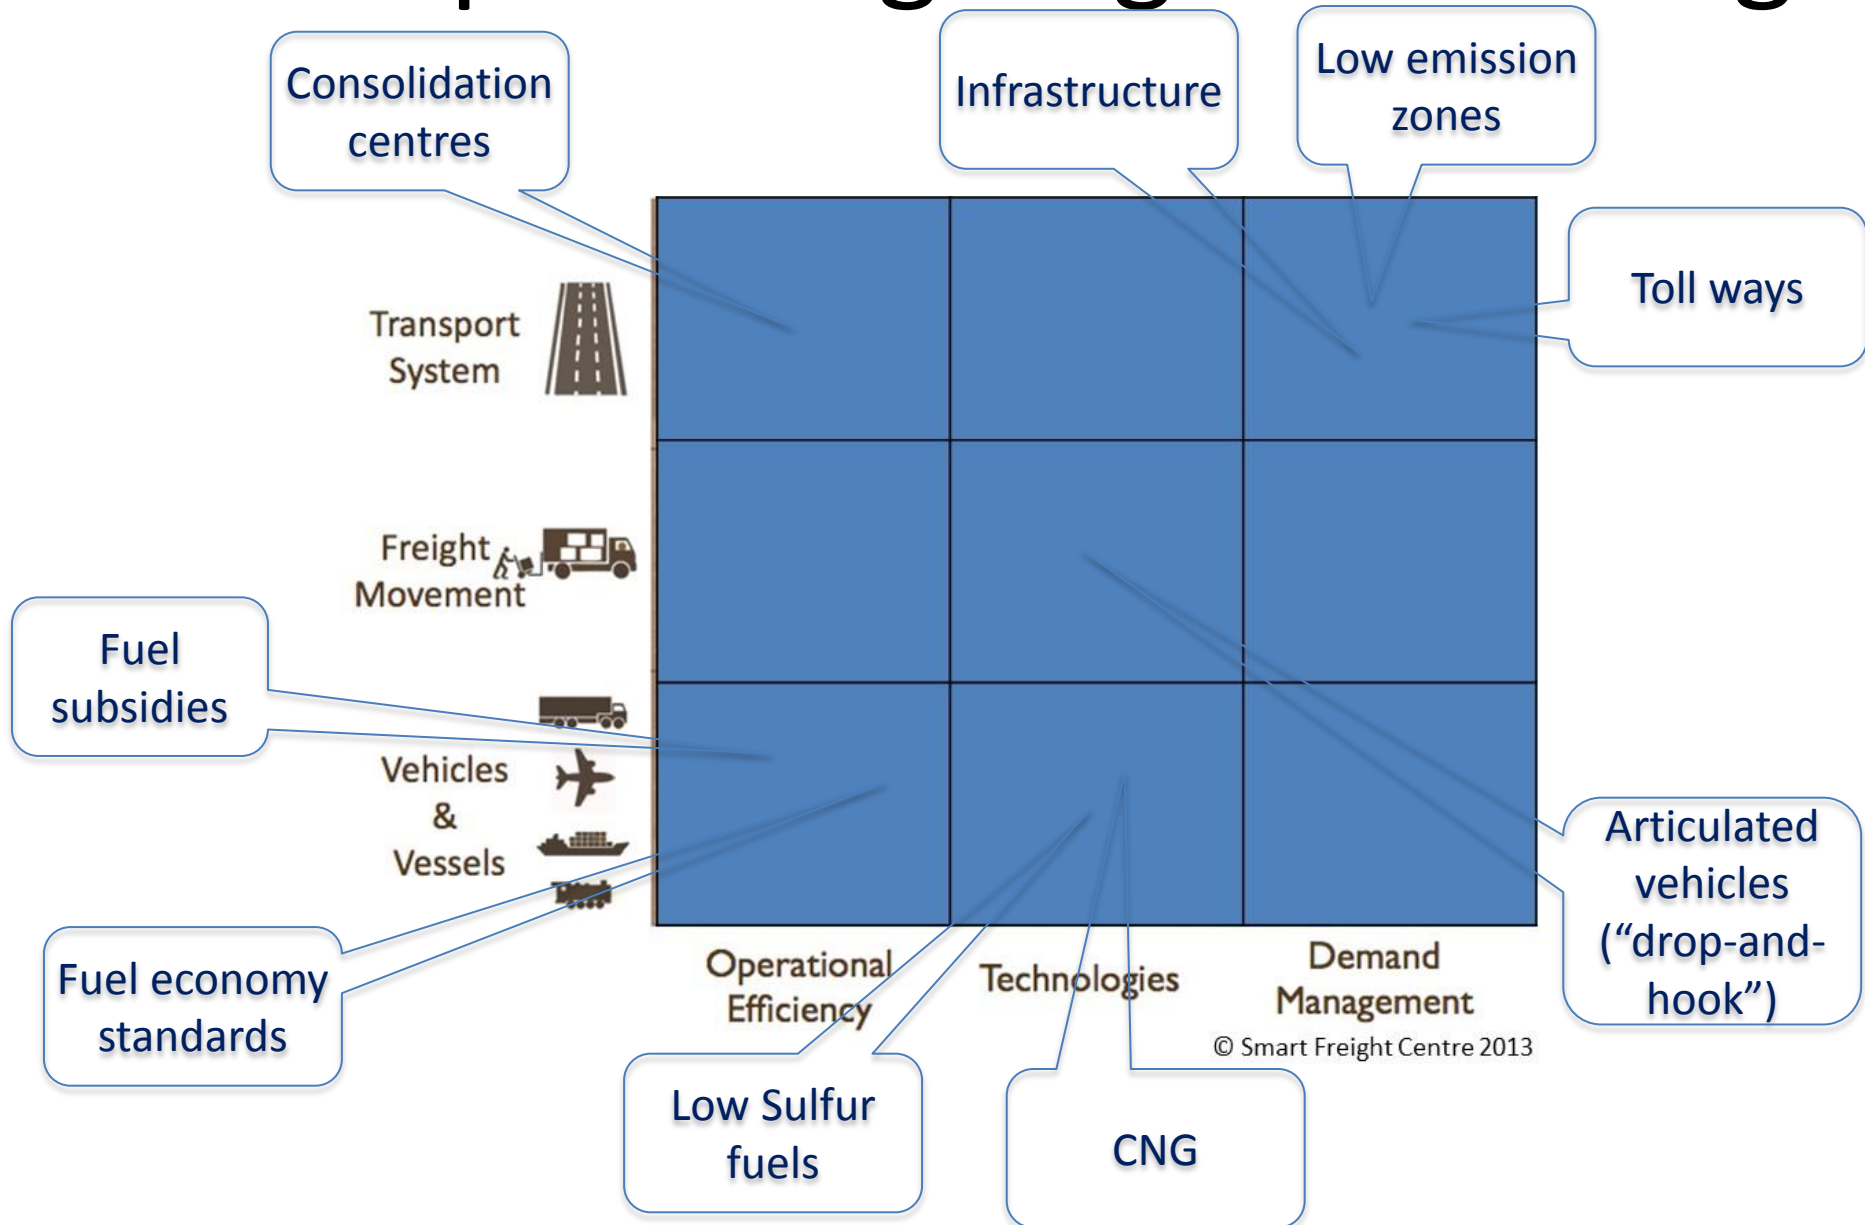 Consolidation
centres
Infrastructure
Low emission
zones
Toll ways
Transport
System
Freight
Movement
Fuel
subsidies
Vehicles
&
Vessels
Articulated
vehicles
(“drop-and-
hook”)
Fuel economy
standards
Operational
Efficiency
Technologies
Demand
Management
© Smart Freight Centre 2013
Low Sulfur
fuels
CNG